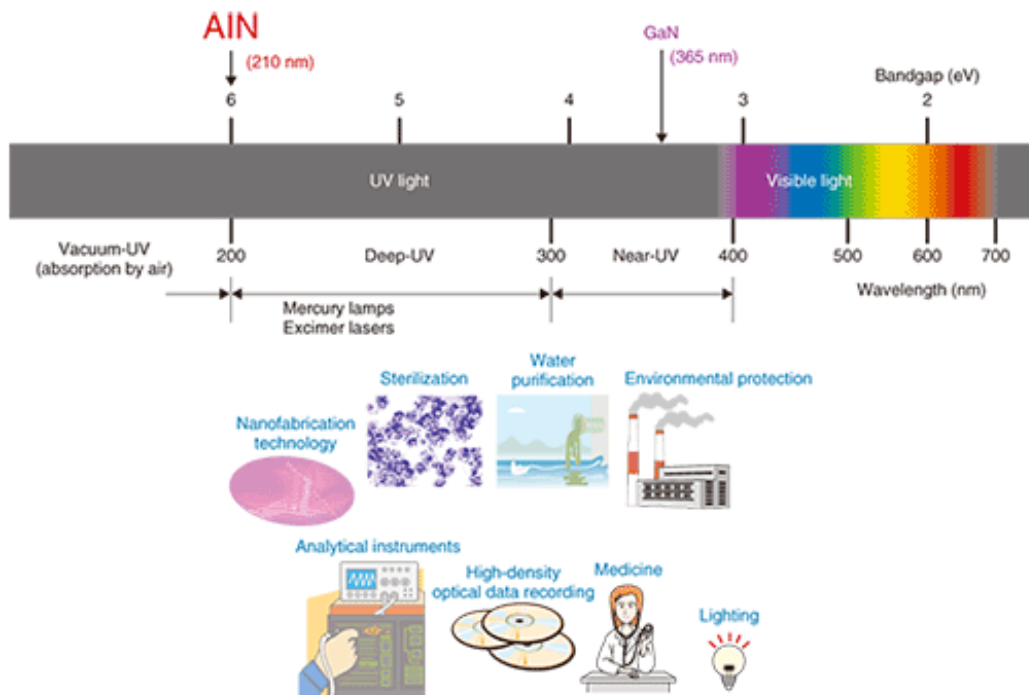 AlN
(210 nm)
GaN
(365 nm)
Bandgap (eV)
6
5
4
3
2
UV light
Visible light
Vacuum-UV
(absorption by air)
200
Deep-UV
300
Near-UV
400
500
600
700
Wavelength (nm)
Mercury lamps
Excimer lasers
Sterilization
Water
purification
Environmental protection
Nanofabrication
technology
Analytical instruments
High-density
optical data recording
Medicine
Lighting